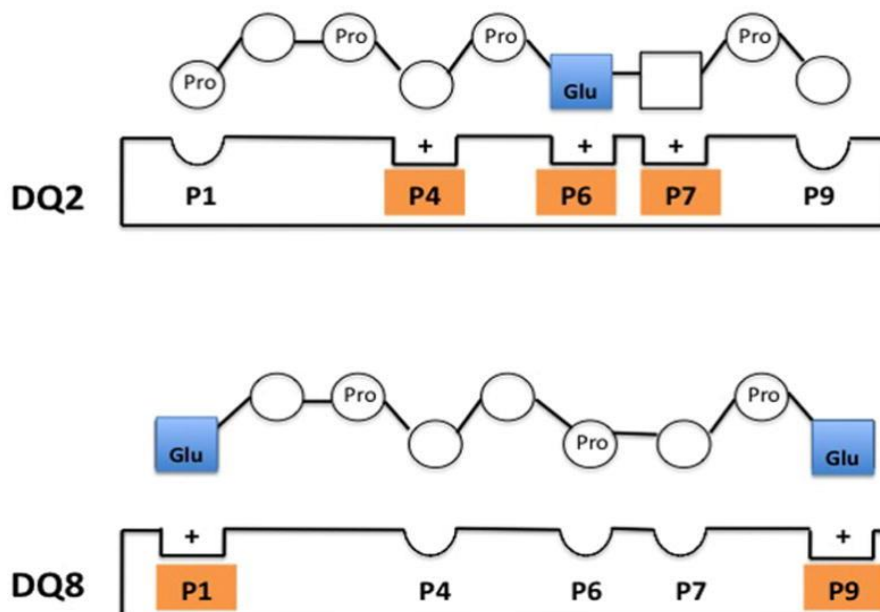 Pro Pro Pro
Pro
Glu
+ + +
DQ2 P1 P4 P6 P7 P9
Pro Pro
Glu Pro Glu
+ +
DQ8 P1 P4 P6 P7 P9